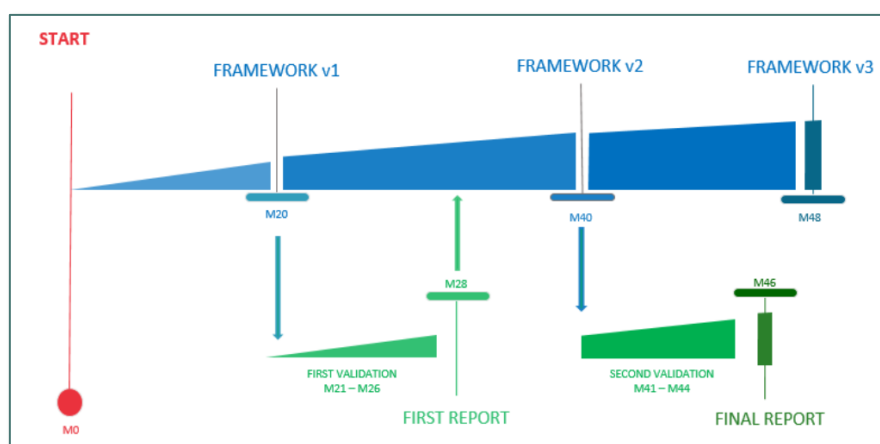 START
FRAMEWORK v1
FRAMEWORK v2
FRAMEWORK v3
M20
M40
M48
M28
M46
FIRST VALIDATION
M21 – M26
SECOND VALIDATION
M41 – M44
FIRST REPORT
FINAL REPORT
M0